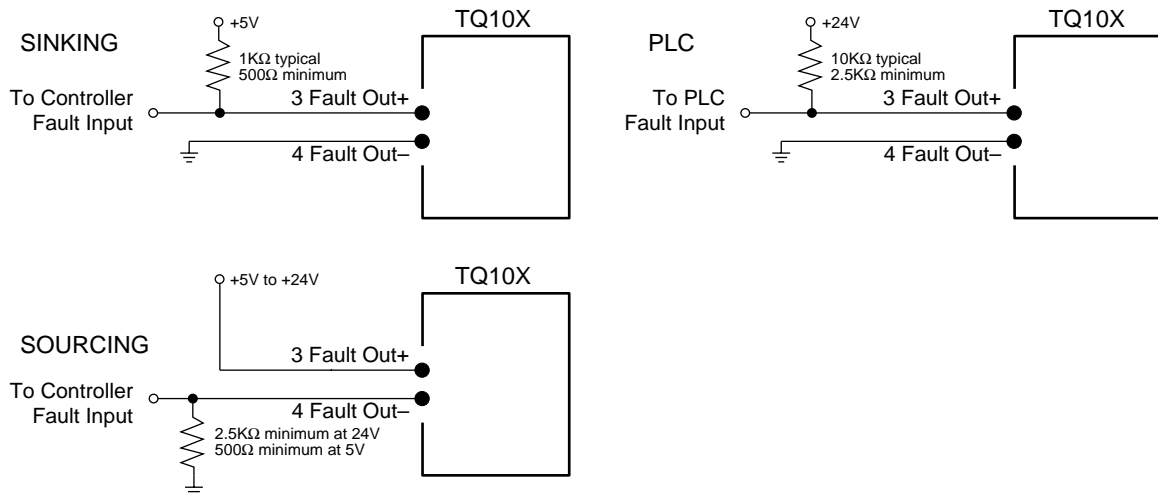 SINKING
+5V
TQ10X
1KΩ typical
500Ω minimum
To Controller
Fault Input
3 Fault Out+
4 Fault Out–
PLC
+24V
TQ10X
10KΩ typical
2.5KΩ minimum
To PLC
Fault Input
3 Fault Out+
4 Fault Out–
SOURCING
+5V to +24V
TQ10X
3 Fault Out+
To Controller
Fault Input
4 Fault Out–
2.5KΩ minimum at 24V
500Ω minimum at 5V